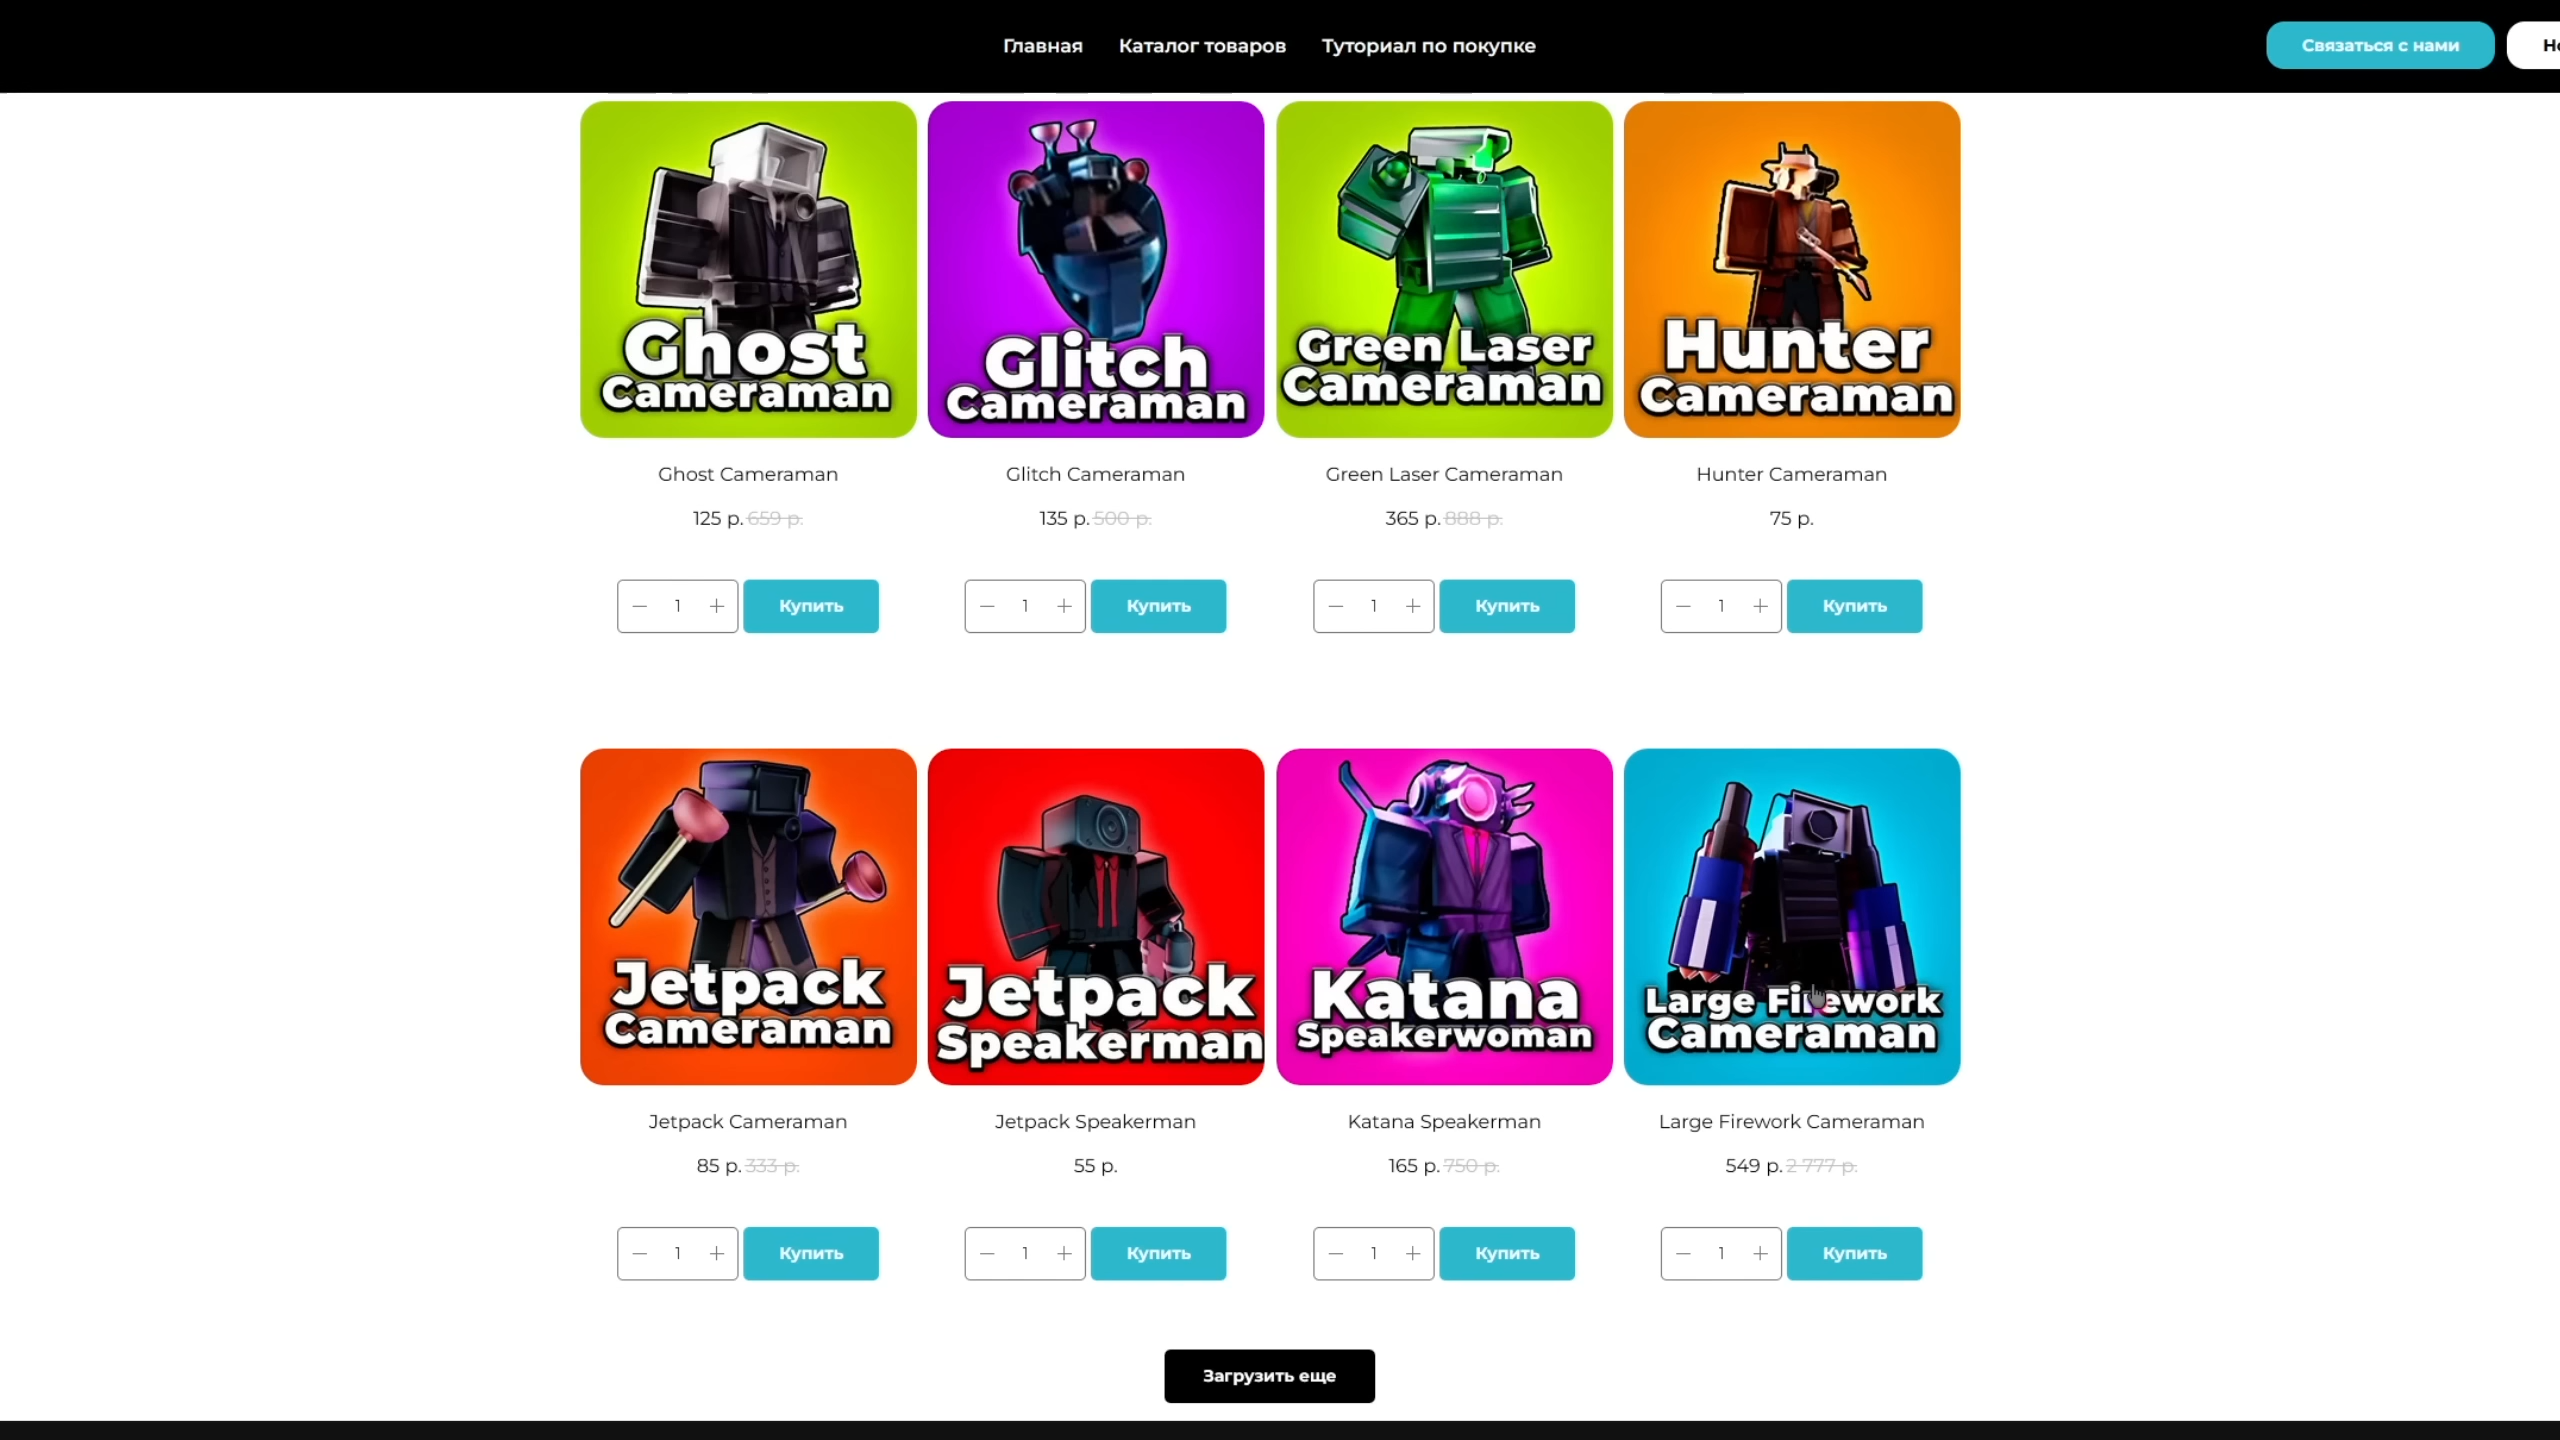 Главная Каталог товаров Туториал по покупке Связаться с нами
Ghost
Cameraman
Glitch
Cameraman
Green Laser
Cameraman
Hunter
Cameraman
Ghost Cameraman Glitch Cameraman Green Laser Cameraman Hunter Cameraman
125 р. 659 р. 135 р. 500 р. 365 р. 888 р. 75 р.
1 Купить 1 Купить 1 Купить 1 Купить
Jetpack
Cameraman
Jetpack
Speakerman
Katana
Speakerwoman
Large Firework
Cameraman
Jetpack Cameraman Jetpack Speakerman Katana Speakerman Large Firework Cameraman
85 р. 333 р. 55 р. 165 р. 750 р. 549 р. 2 777 р.
1 Купить 1 Купить 1 Купить 1 Купить
Загрузить еще